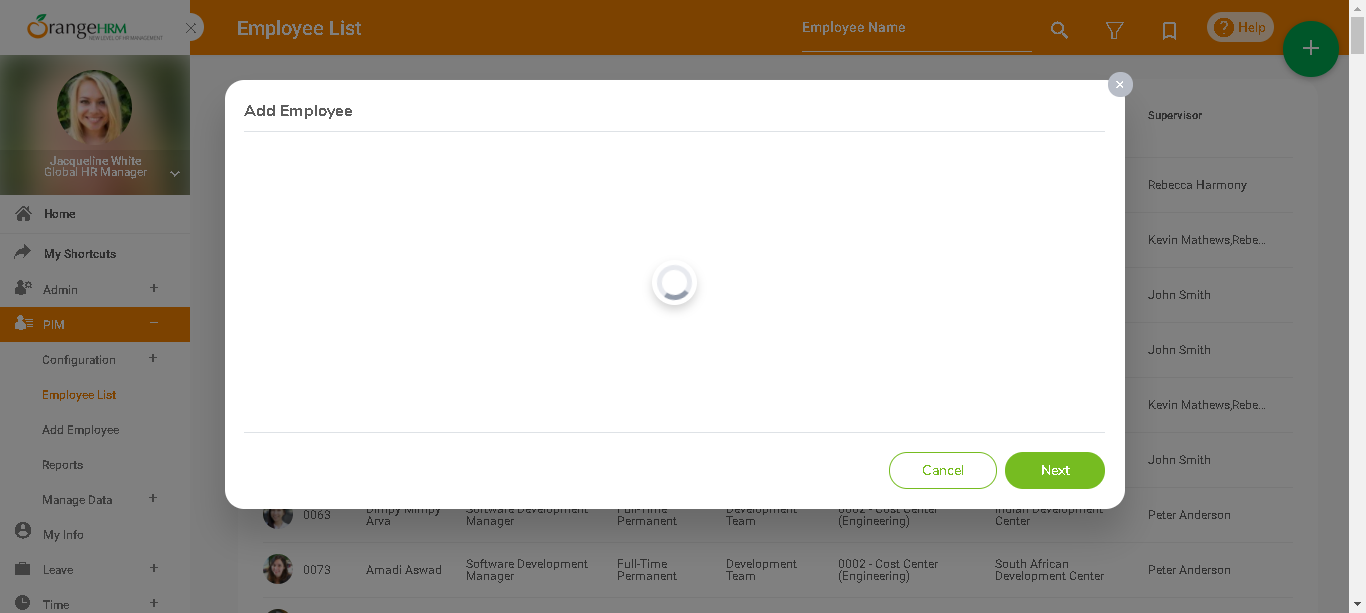 OrangeHRM
NEW LEVEL OF HR MANAGEMENT
Employee List
Employee Name
Help
Jacqueline White
Global HR Manager
Home
My Shortcuts
Admin
PIM
Configuration
Employee List
Add Employee
Reports
Manage Data
My Info
Leave
Time
Add Employee
Cancel
Next
Supervisor
Rebecca Harmony
Kevin Mathews,Rebe...
John Smith
John Smith
Kevin Mathews,Rebe...
John Smith
0063 Dimpy Mimpy Software Development Full-Time Development 0002 - Cost Center Indian Development Peter Anderson
Arva Manager Permanent Team (Engineering) Center
0073 Amadi Aswad Software Development Full-Time Development 0002 - Cost Center South African Peter Anderson
Manager Permanent Team (Engineering) Development Center